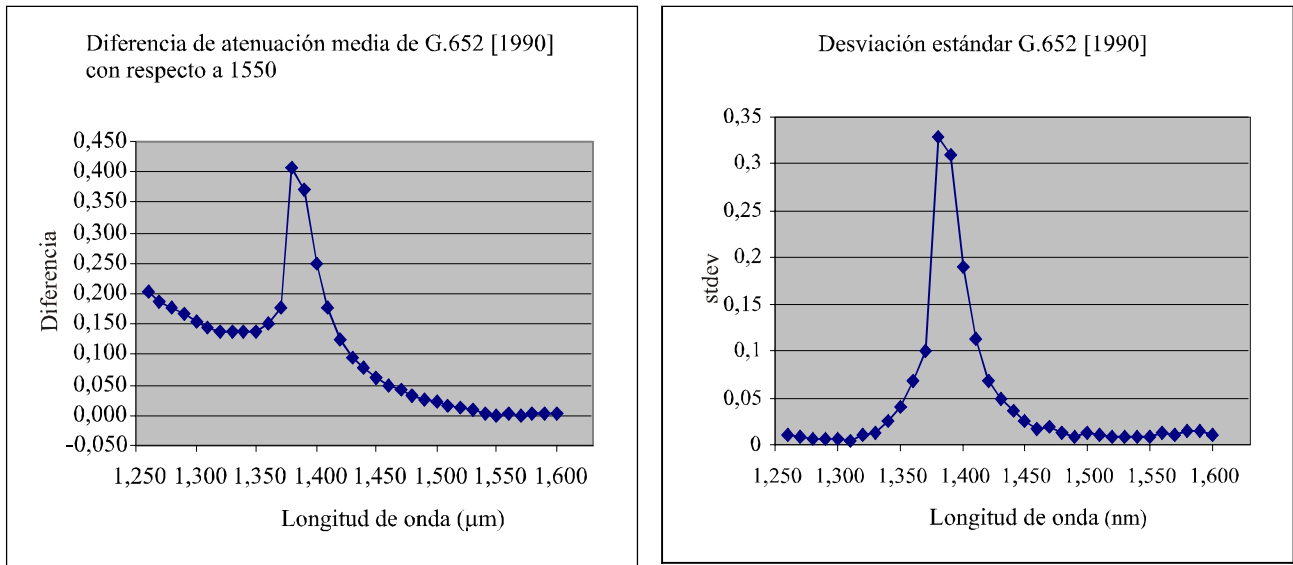 Diferencia de atenuación media de G.652 [1990]
con respecto a 1550
0,450
0,400
0,350
0,300
0,250
0,200
0,150
0,100
0,050
0,000
-0,050
Diferencia
1,250 1,300 1,350 1,400 1,450 1,500 1,550 1,600
Longitud de onda (µm)
Desviación estándar G.652 [1990]
0,35
0,3
0,25
0,2
0,15
0,1
0,05
0
stdev
1,250 1,300 1,350 1,400 1,450 1,500 1,550 1,600
Longitud de onda (nm)